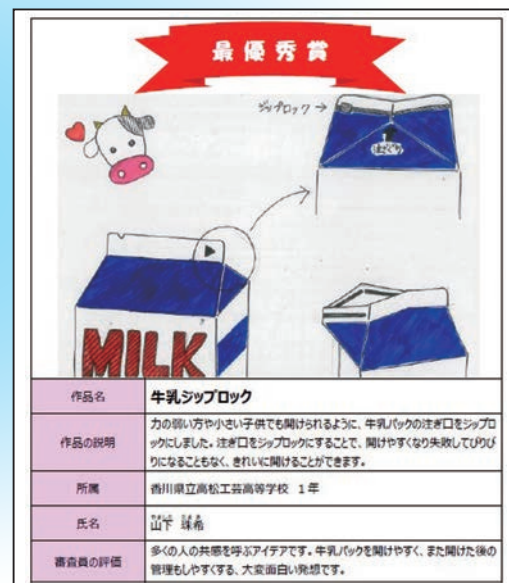 最優秀賞
ジップロック→
MILK
作品名 牛乳ジップロック
作品の説明 力の弱い方や小さい子供でも開けられるように、牛乳パックの注ぎ口をジップロ
ックにしました。注ぎ口をジップロックにすることで、開けやすくなり失敗してびりび
りになることもなく、きれいに開けることができます。
所属 香川県立高松工芸高等学校 1年
氏名 山下 珠希
審査員の評価 多くの人の共感を呼ぶアイデアです。牛乳パックを開けやすく、また開けた後の
管理もしやすくする、大変面白い発想です。